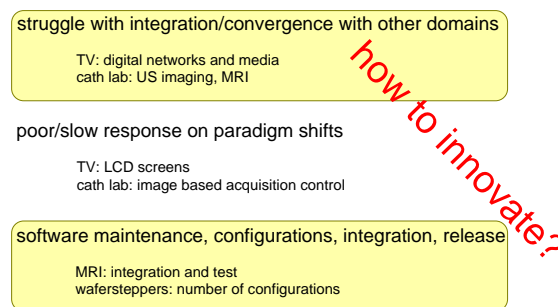 struggle with integration/convergence with other domains
TV: digital networks and media
cath lab: US imaging, MRI
how to innovate?
poor/slow response on paradigm shifts
TV: LCD screens
cath lab: image based acquisition control
software maintenance, configurations, integration, release
MRI: integration and test
wafersteppers: number of configurations